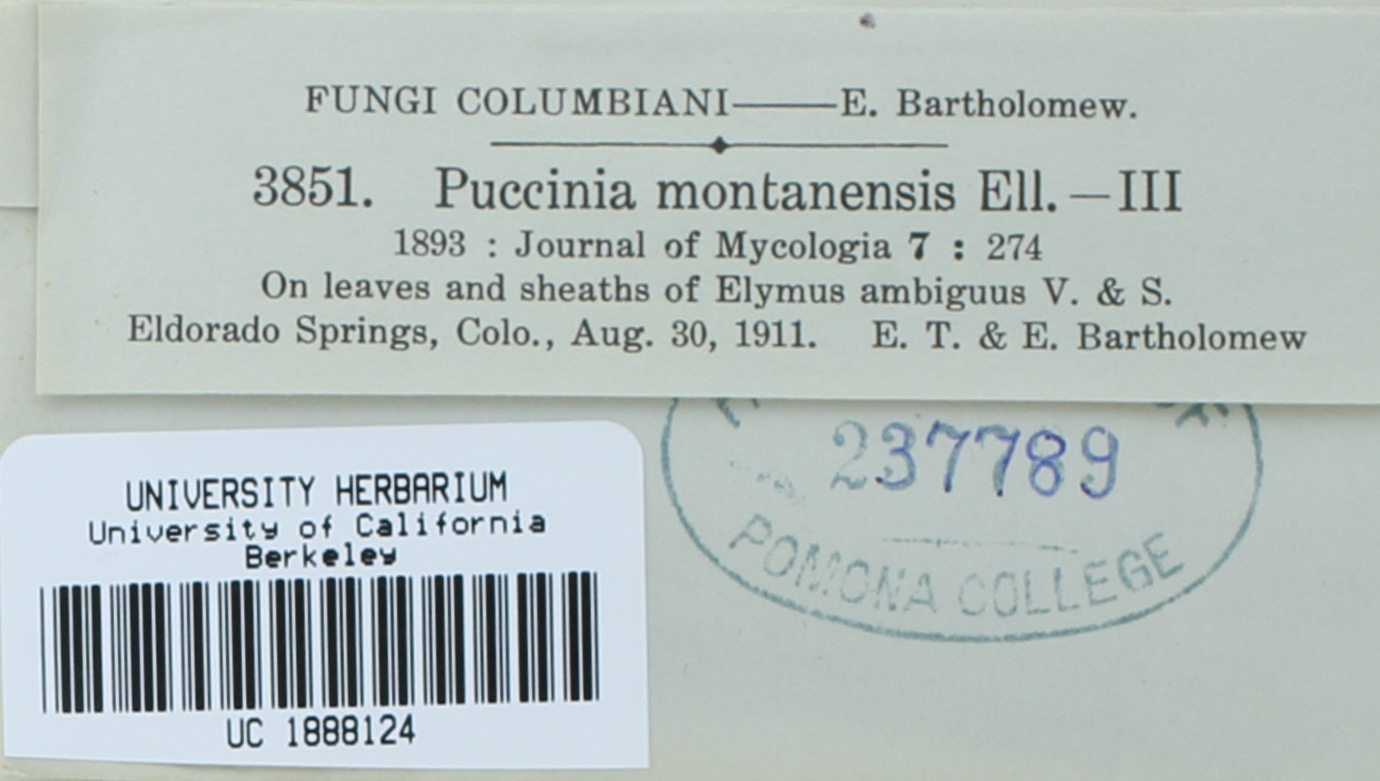 FUNGI COLUMBIANI——E. Bartholomew.
3851. Puccinia montanensis Ell.—III
1893 : Journal of Mycologia 7 : 274
On leaves and sheaths of Elymus ambiguus V. & S.
Eldorado Springs, Colo., Aug. 30, 1911. E. T. & E. Bartholomew
237789
POMONA COLLEGE
UNIVERSITY HERBARIUM
University of California
Berkeley
UC 1888124